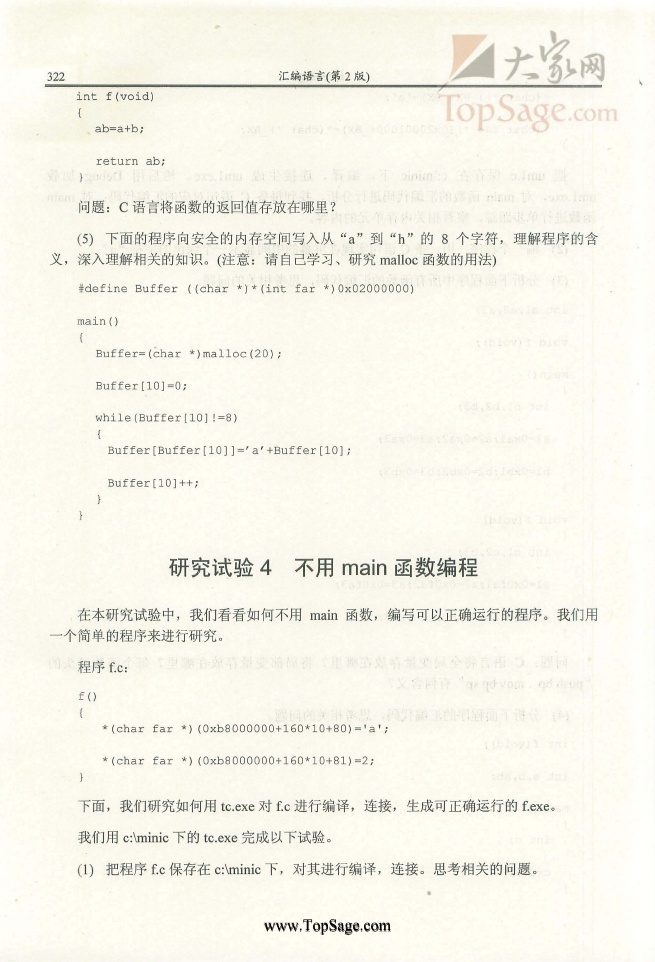 大家网
TopSage.com
322
汇编语言(第 2 版)
int f(void)
{
ab=a+b;
return ab;
}
问题：C 语言将函数的返回值存放在哪里？
(5) 下面的程序向安全的内存空间写入从“a”到“h”的 8 个字符，理解程序的含
义，深入理解相关的知识。(注意：请自己学习、研究 malloc 函数的用法)
#define Buffer ((char *)*(int far *)0x02000000)
main()
{
Buffer=(char *)malloc(20);
Buffer[10]=0;
while(Buffer[10]!=8)
{
Buffer[Buffer[10]]='a'+Buffer[10];
Buffer[10]++;
}
}
研究试验 4 不用 main 函数编程
在本研究试验中，我们看看如何不用 main 函数，编写可以正确运行的程序。我们用
一个简单的程序来进行研究。
程序 f.c:
f()
{
*(char far *)(0xb8000000+160*10+80)='a';
*(char far *)(0xb8000000+160*10+81)=2;
}
下面，我们研究如何用 tc.exe 对 f.c 进行编译，连接，生成可正确运行的 f.exe。
我们用 c:\minic 下的 tc.exe 完成以下试验。
(1) 把程序 f.c 保存在 c:\minic 下，对其进行编译，连接。思考相关的问题。
www.TopSage.com